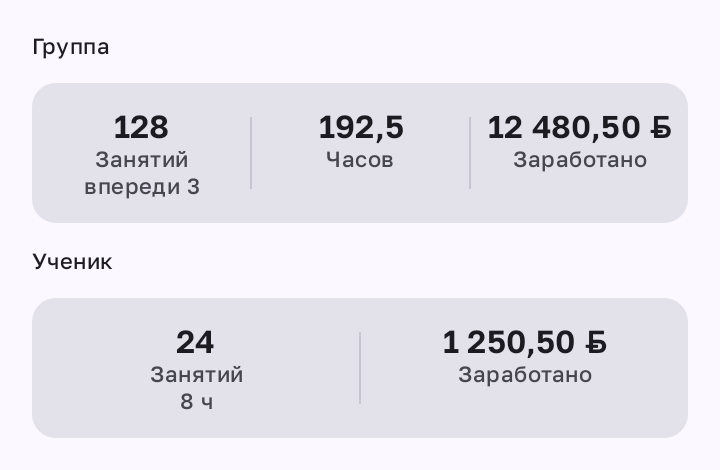 Группа
128
Занятий
впереди 3
192,5
Часов
12 480,50 Ƃ
Заработано
Ученик
24
Занятий
8 ч
1 250,50 Ƃ
Заработано